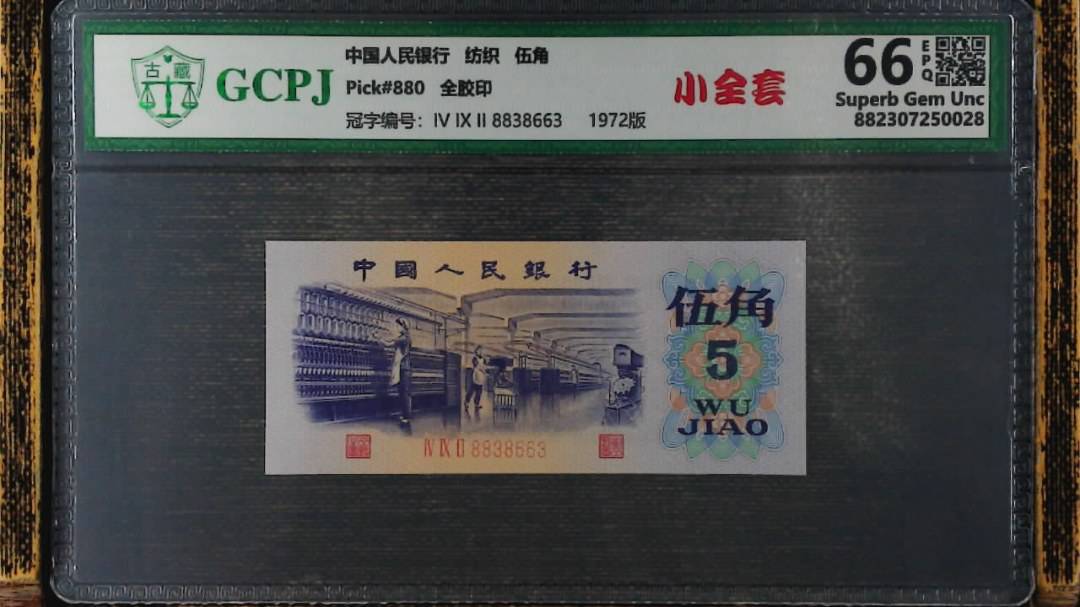 古藏
GCPJ
中国人民银行 纺织 伍角
Pick#880 全胶印
冠字编号: IV IX II 8838663 1972版
小全套
66 EPQ
Superb Gem Unc
882307250028
中國人民銀行
伍角
5
WU
JIAO
IV IX II 8838663